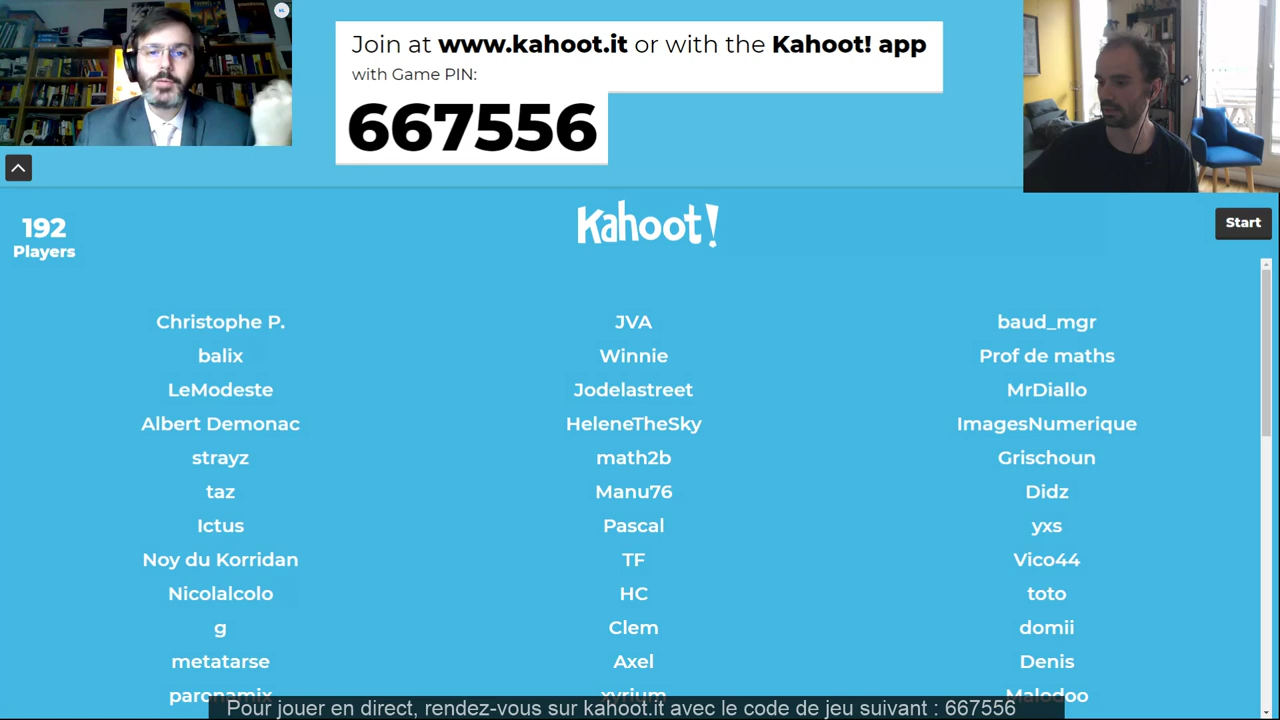 Join at www.kahoot.it or with the Kahoot! app
with Game PIN:
667556
192
Players
Kahoot!
Start
Christophe P.
JVA
baud_mgr
balix
Winnie
Prof de maths
LeModeste
Jodelastreet
MrDiallo
Albert Demonac
HeleneTheSky
ImagesNumerique
strayz
math2b
Grischoun
taz
Manu76
Didz
Ictus
Pascal
yxs
Noy du Korridan
TF
Vico44
Nicolalcolo
HC
toto
g
Clem
domii
metatarse
Axel
Denis
paronamix
xyrium
Malodoo
Pour jouer en direct, rendez-vous sur kahoot.it avec le code de jeu suivant : 667556